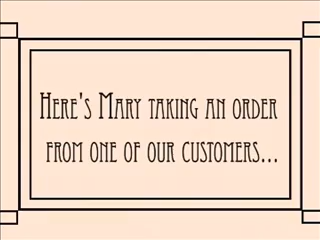 Here's Mary taking an order
from one of our customers...